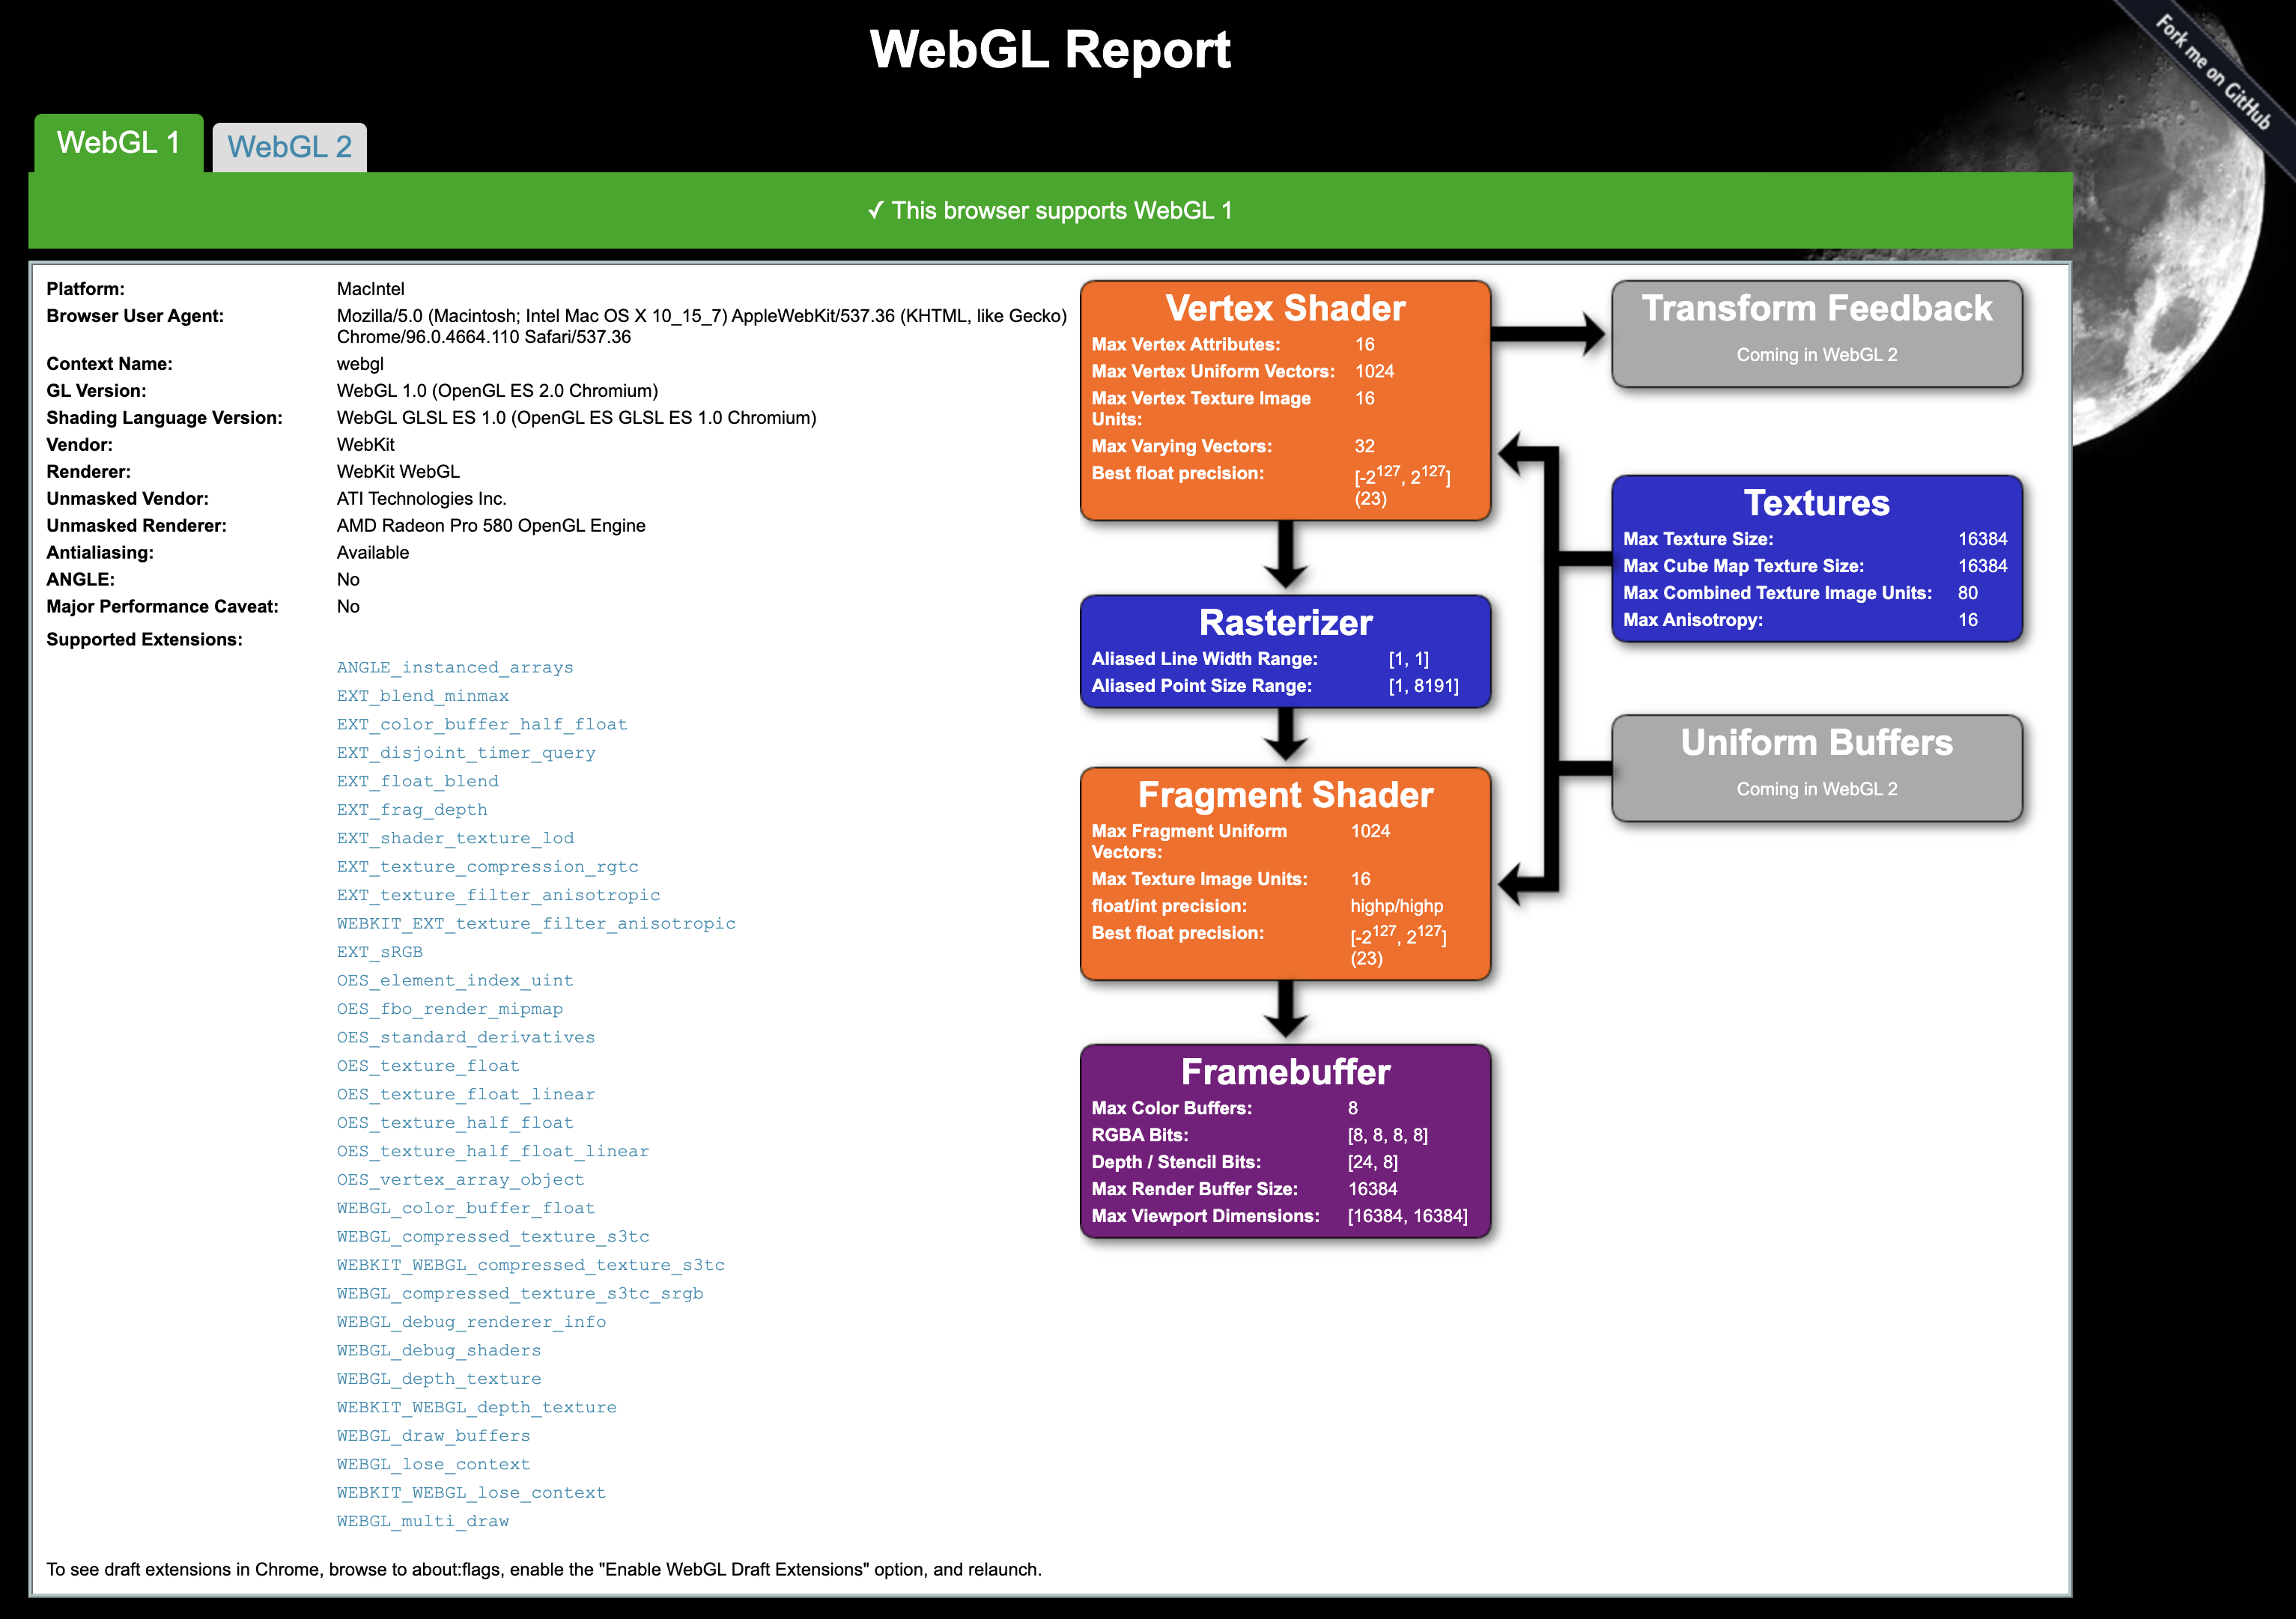 WebGL Report
Fork me on GitHub
WebGL 1
WebGL 2
✓ This browser supports WebGL 1
Platform: MacIntel
Browser User Agent: Mozilla/5.0 (Macintosh; Intel Mac OS X 10_15_7) AppleWebKit/537.36 (KHTML, like Gecko)
Chrome/96.0.4664.110 Safari/537.36
Context Name: webgl
GL Version: WebGL 1.0 (OpenGL ES 2.0 Chromium)
Shading Language Version: WebGL GLSL ES 1.0 (OpenGL ES GLSL ES 1.0 Chromium)
Vendor: WebKit
Renderer: WebKit WebGL
Unmasked Vendor: ATI Technologies Inc.
Unmasked Renderer: AMD Radeon Pro 580 OpenGL Engine
Antialiasing: Available
ANGLE: No
Major Performance Caveat: No
Supported Extensions:
ANGLE_instanced_arrays
EXT_blend_minmax
EXT_color_buffer_half_float
EXT_disjoint_timer_query
EXT_float_blend
EXT_frag_depth
EXT_shader_texture_lod
EXT_texture_compression_rgtc
EXT_texture_filter_anisotropic
WEBKIT_EXT_texture_filter_anisotropic
EXT_sRGB
OES_element_index_uint
OES_fbo_render_mipmap
OES_standard_derivatives
OES_texture_float
OES_texture_float_linear
OES_texture_half_float
OES_texture_half_float_linear
OES_vertex_array_object
WEBGL_color_buffer_float
WEBGL_compressed_texture_s3tc
WEBKIT_WEBGL_compressed_texture_s3tc
WEBGL_compressed_texture_s3tc_srgb
WEBGL_debug_renderer_info
WEBGL_debug_shaders
WEBGL_depth_texture
WEBKIT_WEBGL_depth_texture
WEBGL_draw_buffers
WEBGL_lose_context
WEBKIT_WEBGL_lose_context
WEBGL_multi_draw
To see draft extensions in Chrome, browse to about:flags, enable the "Enable WebGL Draft Extensions" option, and relaunch.
Vertex Shader
Max Vertex Attributes: 16
Max Vertex Uniform Vectors: 1024
Max Vertex Texture Image 16
Units:
Max Varying Vectors: 32
Best float precision: [-2^127, 2^127]
(23)
Transform Feedback
Coming in WebGL 2
Textures
Max Texture Size: 16384
Max Cube Map Texture Size: 16384
Max Combined Texture Image Units: 80
Max Anisotropy: 16
Rasterizer
Aliased Line Width Range: [1, 1]
Aliased Point Size Range: [1, 8191]
Uniform Buffers
Coming in WebGL 2
Fragment Shader
Max Fragment Uniform 1024
Vectors:
Max Texture Image Units: 16
float/int precision: highp/highp
Best float precision: [-2^127, 2^127]
(23)
Framebuffer
Max Color Buffers: 8
RGBA Bits: [8, 8, 8, 8]
Depth / Stencil Bits: [24, 8]
Max Render Buffer Size: 16384
Max Viewport Dimensions: [16384, 16384]